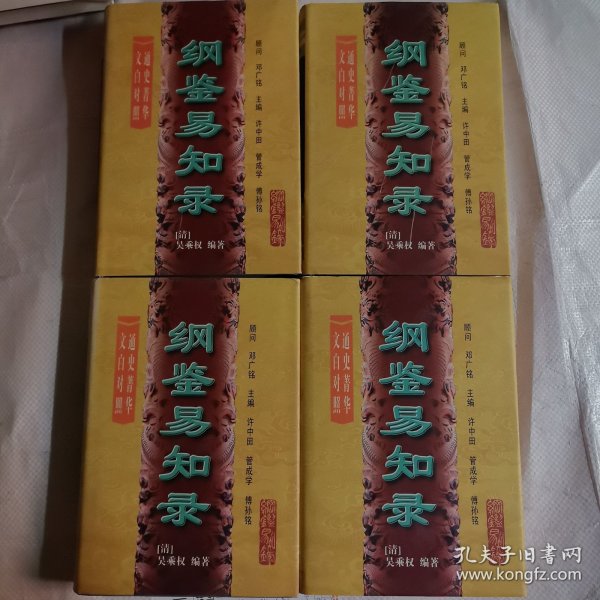 通史菁华
文白对照
纲鉴易知录
[清]
吴乘权 编著
顾问 邓广铭 主编 许中田 管成学 傅孙铭
通史菁华
文白对照
纲鉴易知录
[清]
吴乘权 编著
顾问 邓广铭 主编 许中田 管成学 傅孙铭
通史菁华
文白对照
纲鉴易知录
[清]
吴乘权 编著
顾问 邓广铭 主编 许中田 管成学 傅孙铭
通史菁华
文白对照
纲鉴易知录
[清]
吴乘权 编著
顾问 邓广铭 主编 许中田 管成学 傅孙铭
孔夫子旧书网
www.kongfz.com